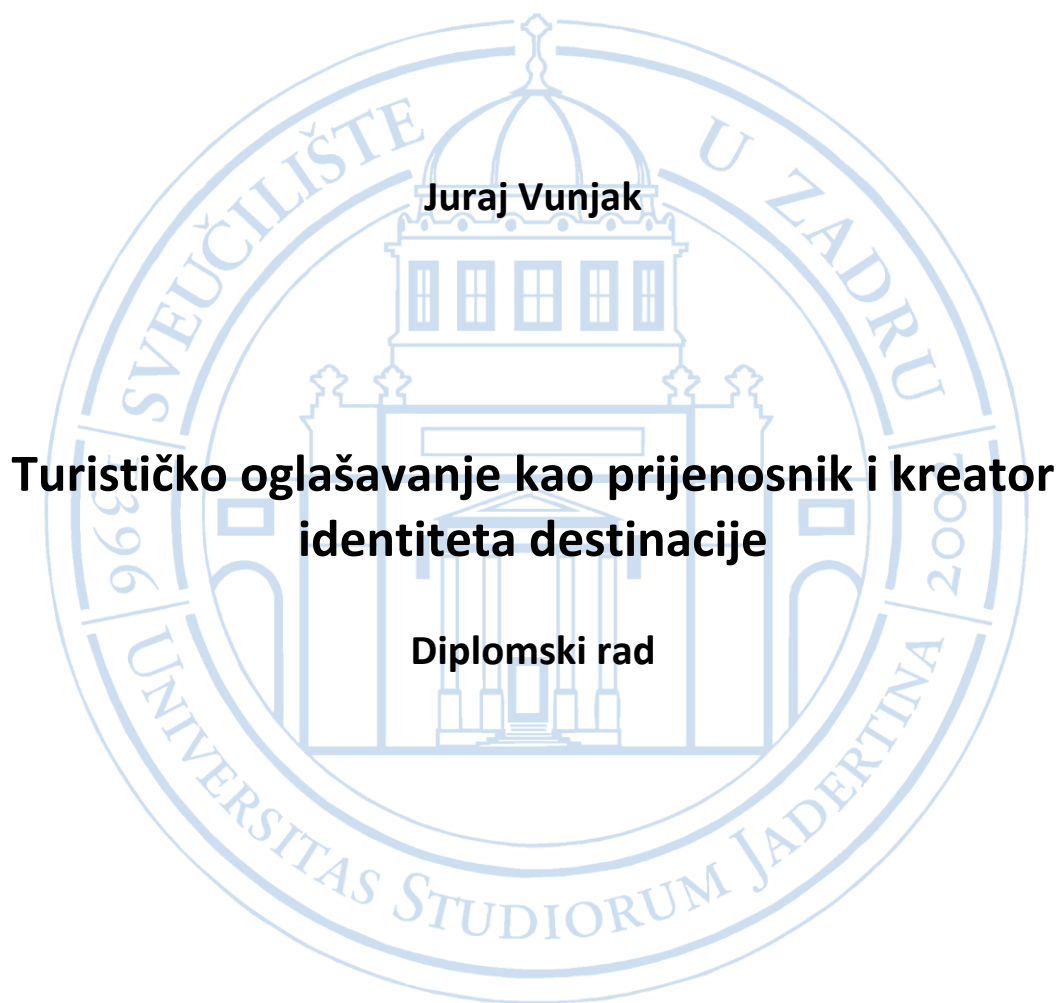 Juraj Vunjak
Turističko oglašavanje kao prijenosnik i kreator
identiteta destinacije
Diplomski rad
SVEUČILIŠTE U ZADRU
1396
2002
UNIVERSITAS STUDIORUM JADERTINA